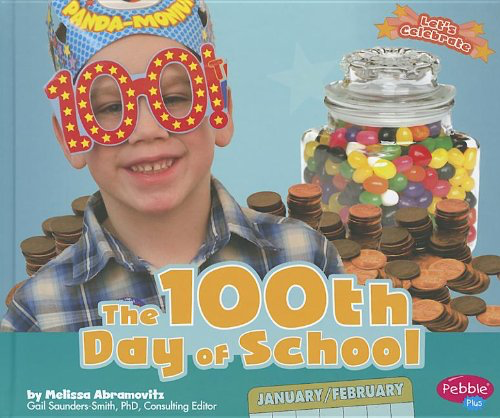 PANDA-MONIUM
100!
Let's
Celebrate
The 100th
Day of School
by Melissa Abramovitz
Gail Saunders-Smith, PhD, Consulting Editor
JANUARY/FEBRUARY
Pebble
Plus